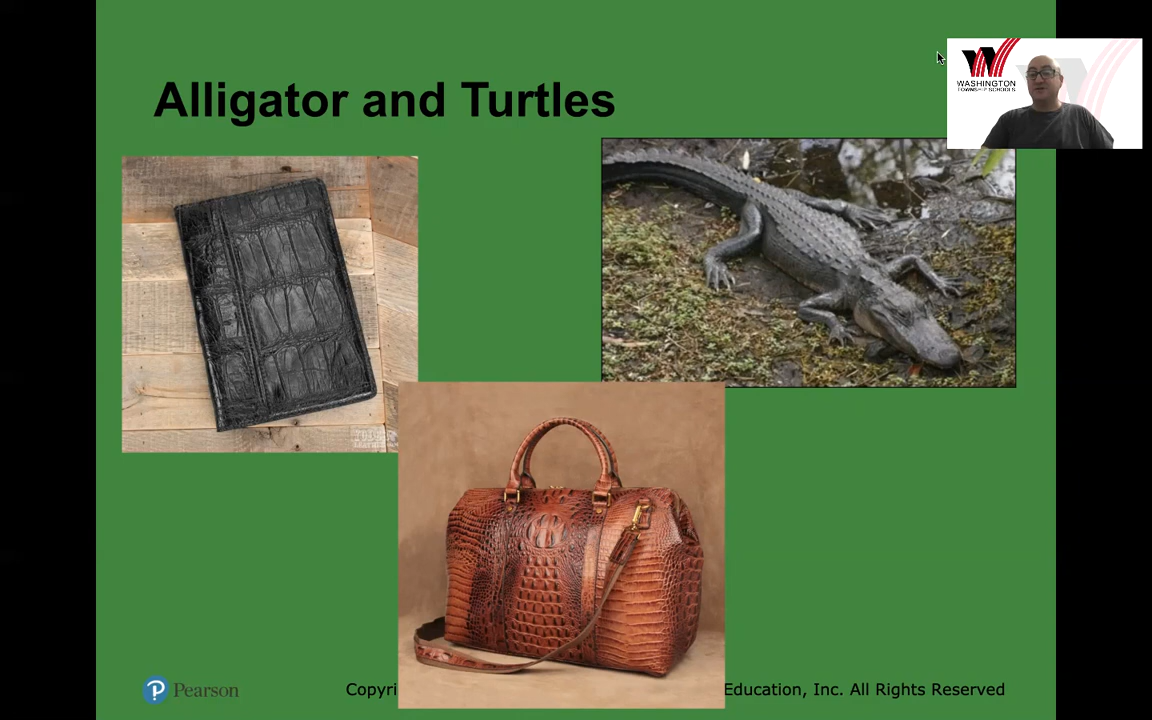 Alligator and Turtles
WASHINGTON
TOWNSHIP SCHOOLS
Pearson
Copyri
Education, Inc. All Rights Reserved